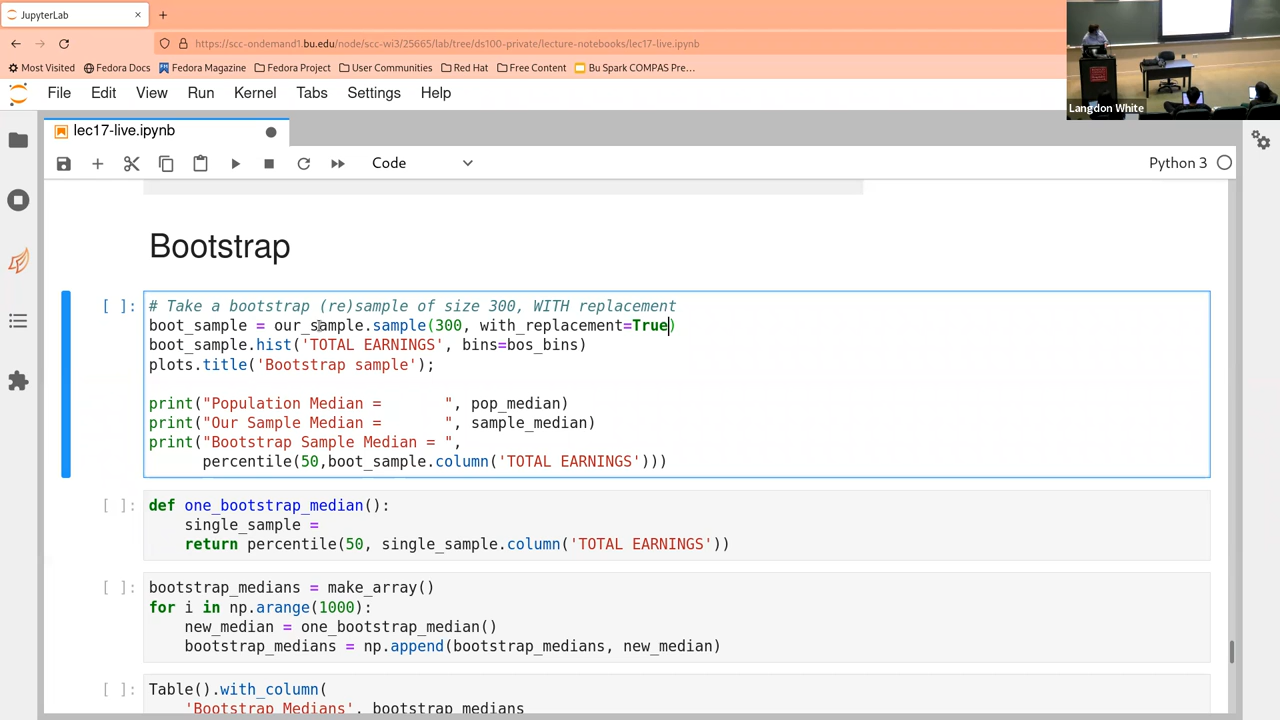 JupyterLab
https://scc-ondemand1.bu.edu/node/scc-wi3/25665/lab/tree/ds100-private/lecture-notebooks/lec17-live.ipynb
Most Visited Fedora Docs Fedora Magazine Fedora Project User Communities Red Hat Free Content Bu Spark COMPAS Pre…
Langdon White
File Edit View Run Kernel Tabs Settings Help
lec17-live.ipynb
Code Python 3
Bootstrap
[ ]: # Take a bootstrap (re)sample of size 300, WITH replacement
boot_sample = our_sample.sample(300, with_replacement=True)
boot_sample.hist('TOTAL EARNINGS', bins=bos_bins)
plots.title('Bootstrap sample');
print("Population Median =       ", pop_median)
print("Our Sample Median =       ", sample_median)
print("Bootstrap Sample Median = ",
      percentile(50,boot_sample.column('TOTAL EARNINGS')))
[ ]: def one_bootstrap_median():
    single_sample =
    return percentile(50, single_sample.column('TOTAL EARNINGS'))
[ ]: bootstrap_medians = make_array()
for i in np.arange(1000):
    new_median = one_bootstrap_median()
    bootstrap_medians = np.append(bootstrap_medians, new_median)
[ ]: Table().with_column(
    'Bootstrap Medians', bootstrap_medians